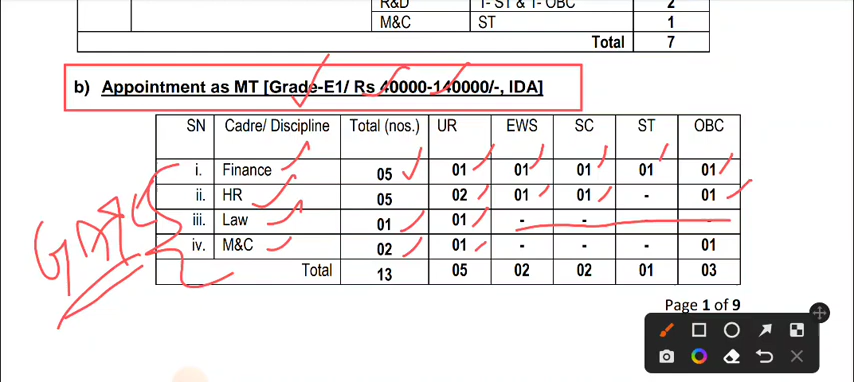 R&D 1- ST & 1- OBC 2
M&C ST 1
Total 7
b) Appointment as MT [Grade-E1/ Rs 40000-140000/-, IDA]
SN Cadre/ Discipline Total (nos.) UR EWS SC ST OBC
i. Finance 05 01 01 01 01 01
ii. HR 05 02 01 01 - 01
iii. Law 01 01 - - -
iv. M&C 02 01 - - - 01
Total 13 05 02 02 01 03
Page 1 of 9